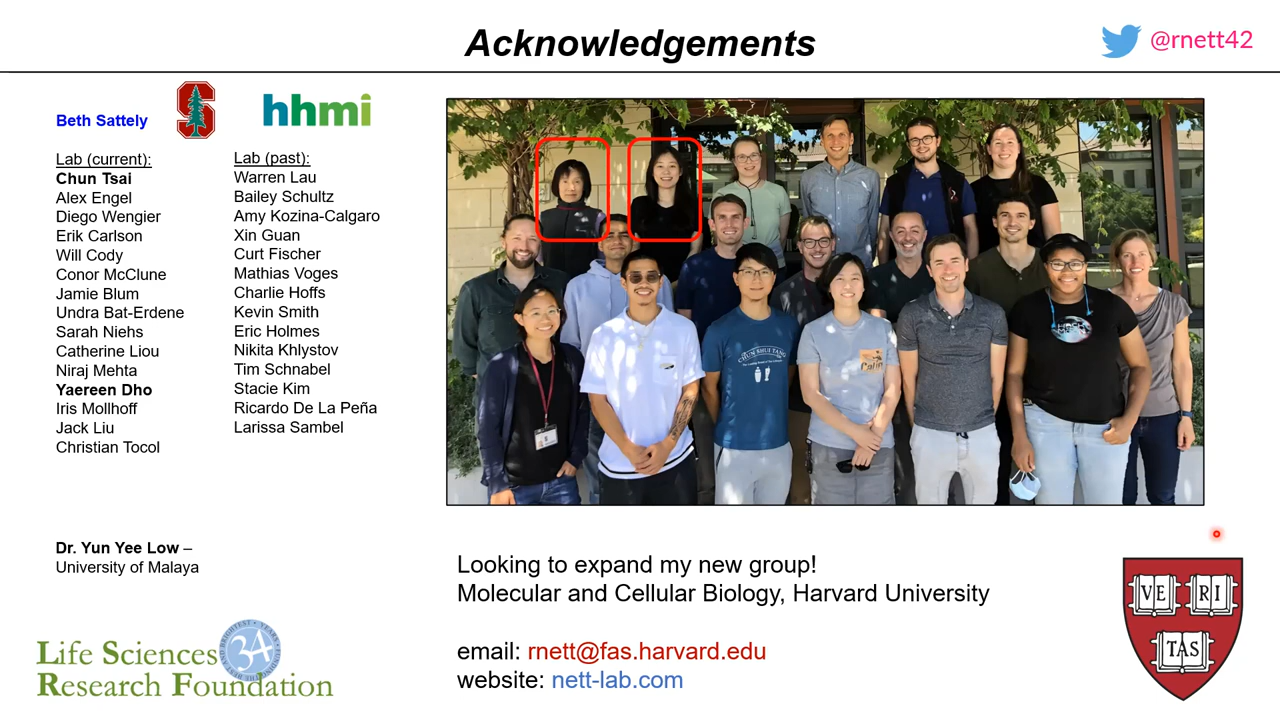 Acknowledgements
@rnett42
Beth Sattely
hhmi
Lab (current):
Chun Tsai
Alex Engel
Diego Wengier
Erik Carlson
Will Cody
Conor McClune
Jamie Blum
Undra Bat-Erdene
Sarah Niehs
Catherine Liou
Niraj Mehta
Yaereen Dho
Iris Mollhoff
Jack Liu
Christian Tocol
Lab (past):
Warren Lau
Bailey Schultz
Amy Kozina-Calgaro
Xin Guan
Curt Fischer
Mathias Voges
Charlie Hoffs
Kevin Smith
Eric Holmes
Nikita Khlystov
Tim Schnabel
Stacie Kim
Ricardo De La Peña
Larissa Sambel
CHUN SHUI TANG
Dr. Yun Yee Low –
University of Malaya
Life Sciences
Research Foundation
34
Looking to expand my new group!
Molecular and Cellular Biology, Harvard University
email: rnett@fas.harvard.edu
website: nett-lab.com
VE RI
TAS